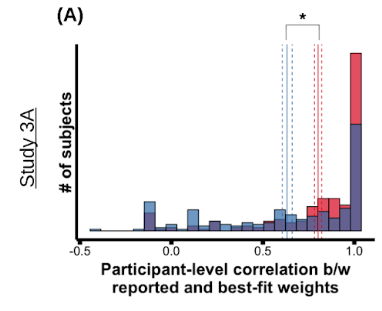 (A)
*
Study 3A
# of subjects
-0.5 0.0 0.5 1.0
Participant-level correlation b/w
reported and best-fit weights